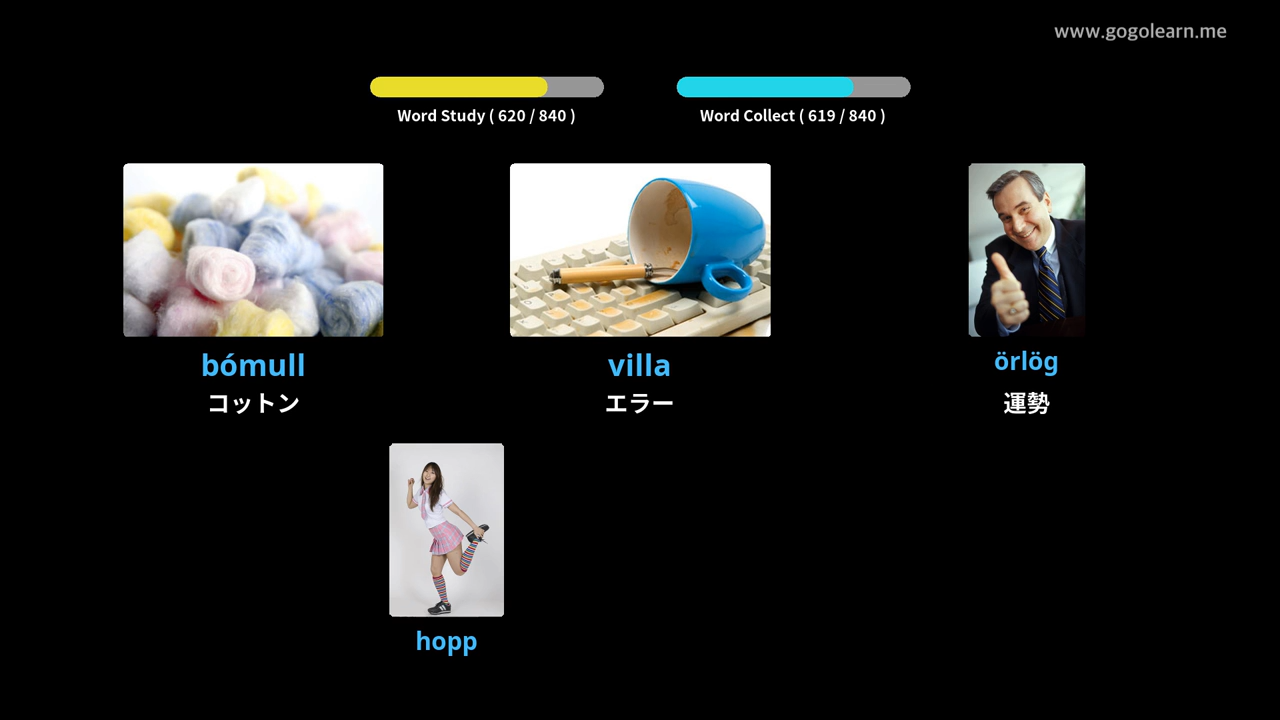 www.gogolearn.me
Word Study ( 620 / 840 )
Word Collect ( 619 / 840 )
bómull
コットン
villa
エラー
örlög
運勢
hopp